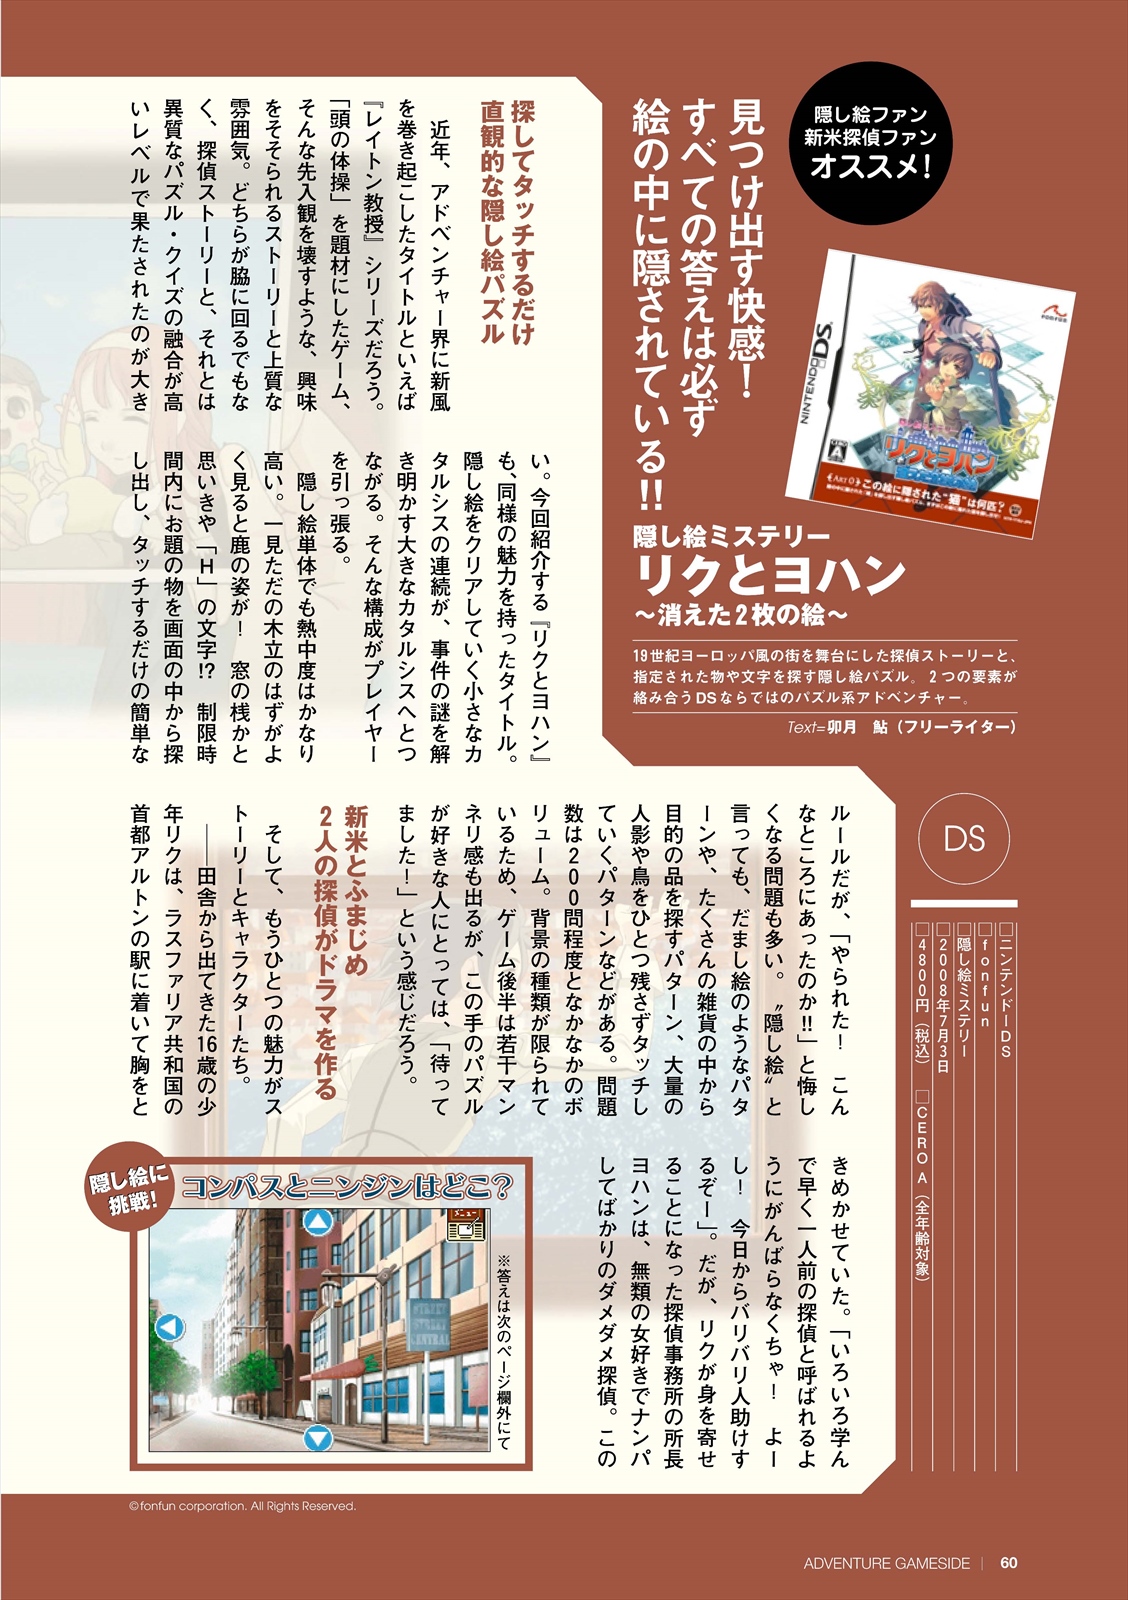 隠し絵ファン
新米探偵ファン
オススメ!
見つけ出す快感!
すべての答えは必ず
絵の中に隠されている!!
NINTENDO DS
リクとヨハン
この絵に隠された“猫”は何匹?
隠し絵ミステリー
リクとヨハン
～消えた2枚の絵～
19世紀ヨーロッパ風の街を舞台にした探偵ストーリーと、
指定された物や文字を探す隠し絵パズル。2つの要素が
絡み合うDSならではのパズル系アドベンチャー。
Text=卯月 鮎(フリーライター)
DS
□ニンテンドーDS
□fonfun
□隠し絵ミステリー
□2008年7月3日
□4800円(税込) □CERO A(全年齢対象)
探してタッチするだけ
直観的な隠し絵パズル
近年、アドベンチャー界に新風
を巻き起こしたタイトルといえば
『レイトン教授』シリーズだろう。
「頭の体操」を題材にしたゲーム、
そんな先入観を壊すような、興味
をそそられるストーリーと上質な
雰囲気。どちらが脇に回るでもな
く、探偵ストーリーと、それとは
異質なパズル・クイズの融合が高
いレベルで果たされたのが大き
い。今回紹介する『リクとヨハン』
も、同様の魅力を持ったタイトル。
隠し絵をクリアしていく小さなカ
タルシスの連続が、事件の謎を解
き明かす大きなカタルシスへとつ
ながる。そんな構成がプレイヤー
を引っ張る。
隠し絵単体でも熱中度はかなり
高い。一見ただの木立のはずがよ
く見ると鹿の姿が! 窓の桟かと
思いきや「H」の文字!? 制限時
間内にお題の物を画面の中から探
し出し、タッチするだけの簡単な
ルールだが、「やられた! こん
なところにあったのか!!」と悔し
くなる問題も多い。〝隠し絵〟と
言っても、だまし絵のようなパタ
ーンや、たくさんの雑貨の中から
目的の品を探すパターン、大量の
人影や鳥をひとつ残さずタッチし
ていくパターンなどがある。問題
数は200問程度となかなかのボ
リューム。背景の種類が限られて
いるため、ゲーム後半は若干マン
ネリ感も出るが、この手のパズル
が好きな人にとっては、「待って
ました!」という感じだろう。
新米とふまじめ
2人の探偵がドラマを作る
そして、もうひとつの魅力がス
トーリーとキャラクターたち。
――田舎から出てきた16歳の少
年リクは、ラスファリア共和国の
首都アルトンの駅に着いて胸をと
きめかせていた。「いろいろ学ん
で早く一人前の探偵と呼ばれるよ
うにがんばらなくちゃ! よー
し! 今日からバリバリ人助けす
るぞー」。だが、リクが身を寄せ
ることになった探偵事務所の所長
ヨハンは、無類の女好きでナンパ
してばかりのダメダメ探偵。この
隠し絵に
挑戦!
コンパスとニンジンはどこ?
メニュー
STREET
STREET
CENTRAL
※答えは次のページ欄外にて
©fonfun corporation. All Rights Reserved.
ADVENTURE GAMESIDE | 60